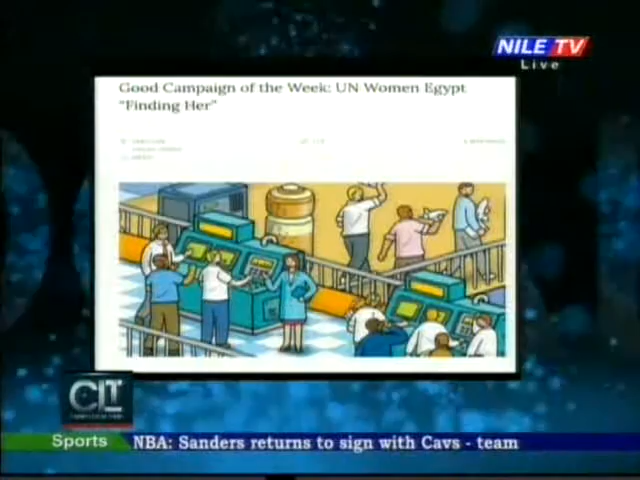 NILE TV
Live
Good Campaign of the Week: UN Women Egypt
"Finding Her"
CLT
Sports
NBA: Sanders returns to sign with Cavs - team